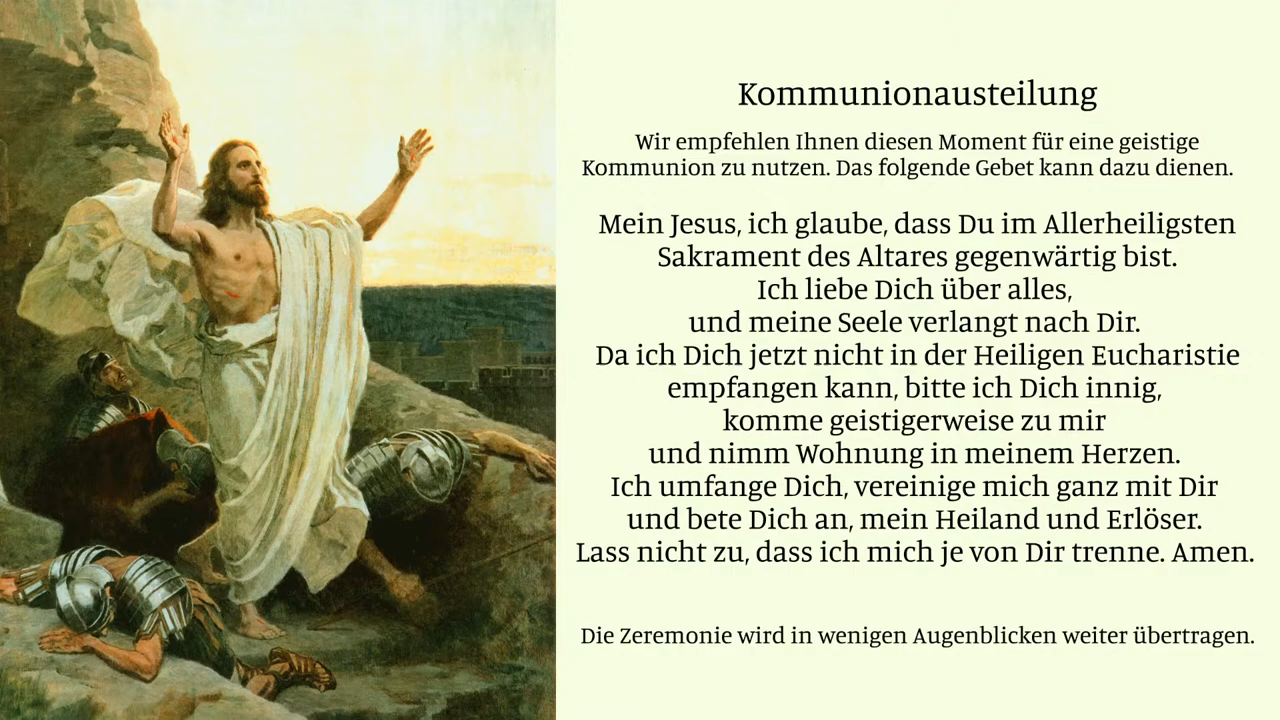 Kommunionausteilung
Wir empfehlen Ihnen diesen Moment für eine geistige
Kommunion zu nutzen. Das folgende Gebet kann dazu dienen.
Mein Jesus, ich glaube, dass Du im Allerheiligsten
Sakrament des Altares gegenwärtig bist.
Ich liebe Dich über alles,
und meine Seele verlangt nach Dir.
Da ich Dich jetzt nicht in der Heiligen Eucharistie
empfangen kann, bitte ich Dich innig,
komme geistigerweise zu mir
und nimm Wohnung in meinem Herzen.
Ich umfange Dich, vereinige mich ganz mit Dir
und bete Dich an, mein Heiland und Erlöser.
Lass nicht zu, dass ich mich je von Dir trenne. Amen.
Die Zeremonie wird in wenigen Augenblicken weiter übertragen.